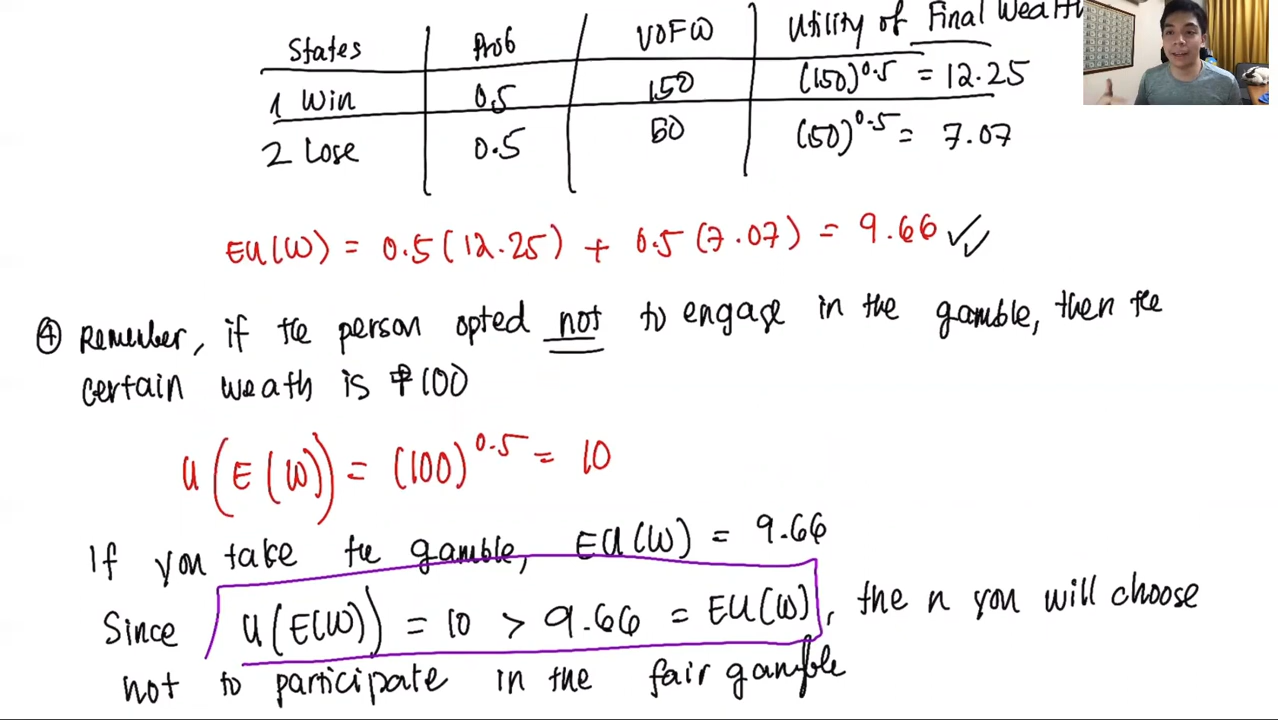 States Prob VOFW Utility of Final Wealth
1 Win 0.5 150 (150)^0.5 = 12.25
2 Lose 0.5 50 (50)^0.5 = 7.07
EU(W) = 0.5(12.25) + 0.5(7.07) = 9.66
④ Remember, if the person opted not to engage in the gamble, then the
certain weath is ₱100
U(E(W)) = (100)^0.5 = 10
If you take the gamble, EU(W) = 9.66
Since U(E(W)) = 10 > 9.66 = EU(W), the n you will choose
not to participate in the fair gamble